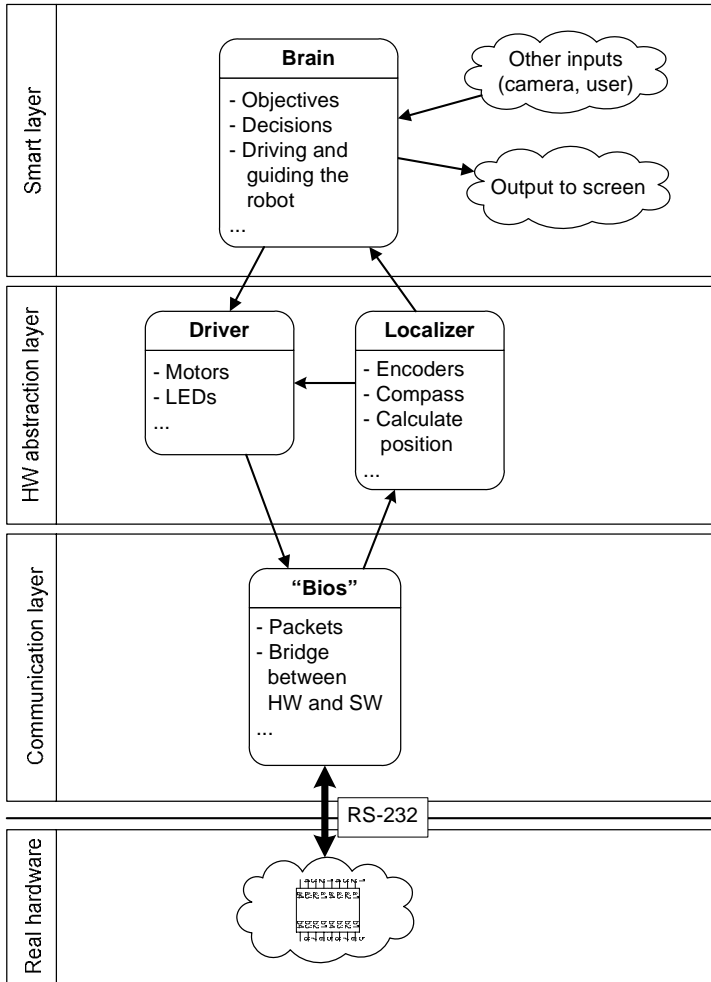 Smart layer
Brain
- Objectives
- Decisions
- Driving and
guiding the
robot
...
Other inputs
(camera, user)
Output to screen
HW abstraction layer
Driver
- Motors
- LEDs
...
Localizer
- Encoders
- Compass
- Calculate
position
...
Communication layer
“Bios”
- Packets
- Bridge
between
HW and SW
...
RS-232
Real hardware